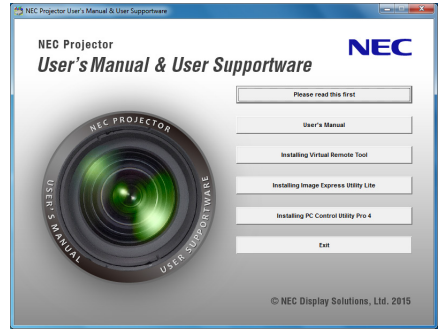 NEC Projector User's Manual & User Supportware
NEC Projector
NEC
User's Manual & User Supportware
Please read this first
User's Manual
Installing Virtual Remote Tool
Installing Image Express Utility Lite
Installing PC Control Utility Pro 4
Exit
NEC PROJECTOR
USER'S MANUAL
USER SUPPORTWARE
© NEC Display Solutions, Ltd. 2015